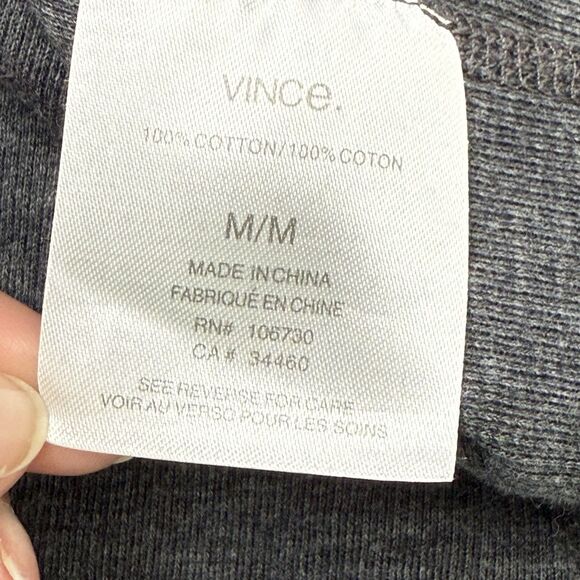 VINCe.
100% COTTON/100% COTON
M/M
MADE IN CHINA
FABRIQUÉ EN CHINE
RN# 106730
CA # 34460
SEE REVERSE FOR CARE
VOIR AU VERSO POUR LES SOINS